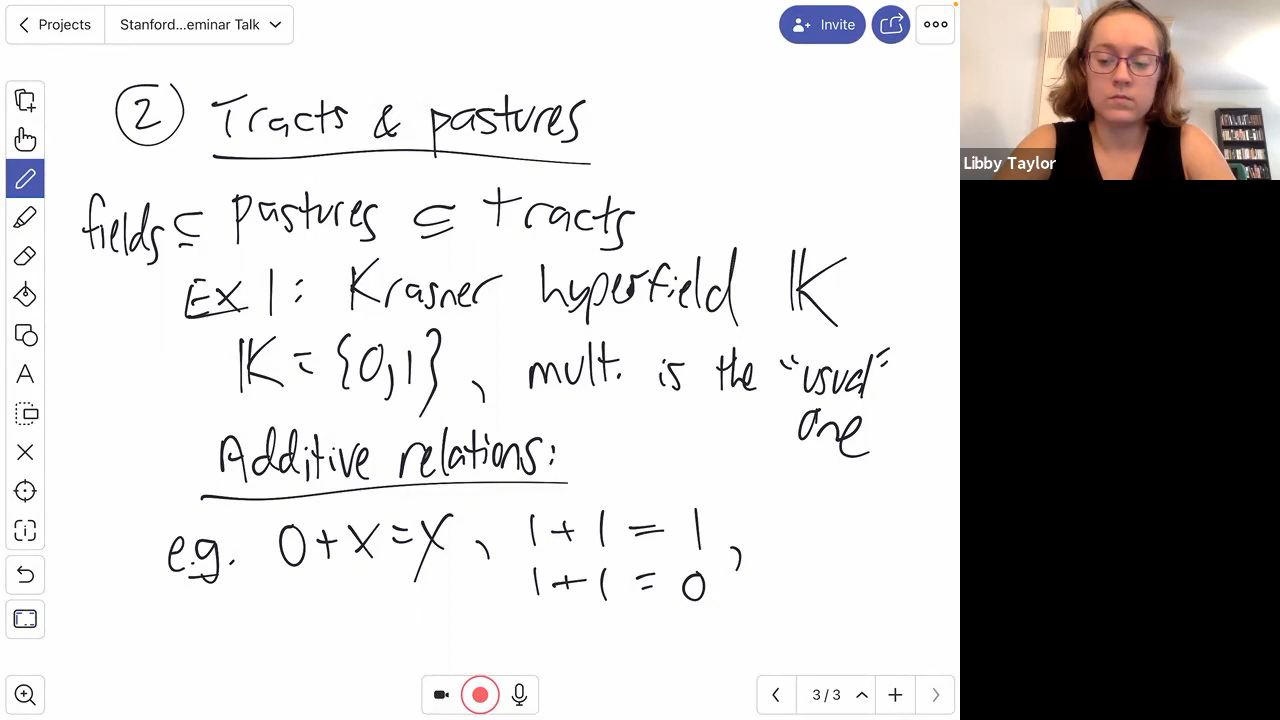 Projects
Stanford...eminar Talk
Invite
② Tracts & pastures
fields ⊆ pastures ⊆ tracts
Ex 1: Krasner hyperfield 𝕂
𝕂 = {0,1}, mult. is the "usual"
one
Additive relations:
e.g. 0 + x = x, 1 + 1 = 1,
1 + 1 = 0
A
3/3
Libby Taylor